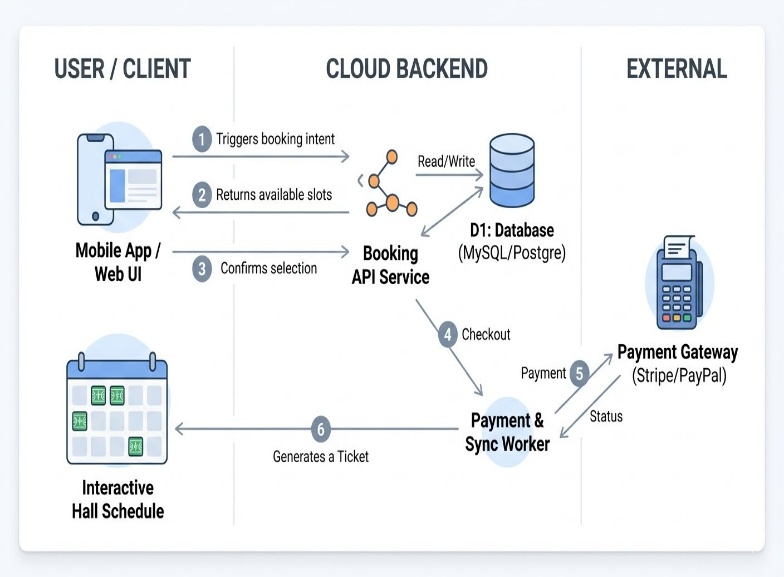 USER / CLIENT
CLOUD BACKEND
EXTERNAL
1 Triggers booking intent
2 Returns available slots
3 Confirms selection
Mobile App /
Web UI
Booking
API Service
Read/Write
D1: Database
(MySQL/Postgre)
4 Checkout
Payment 5
Status
Payment Gateway
(Stripe/PayPal)
Payment &
Sync Worker
6
Generates a Ticket
Interactive
Hall Schedule